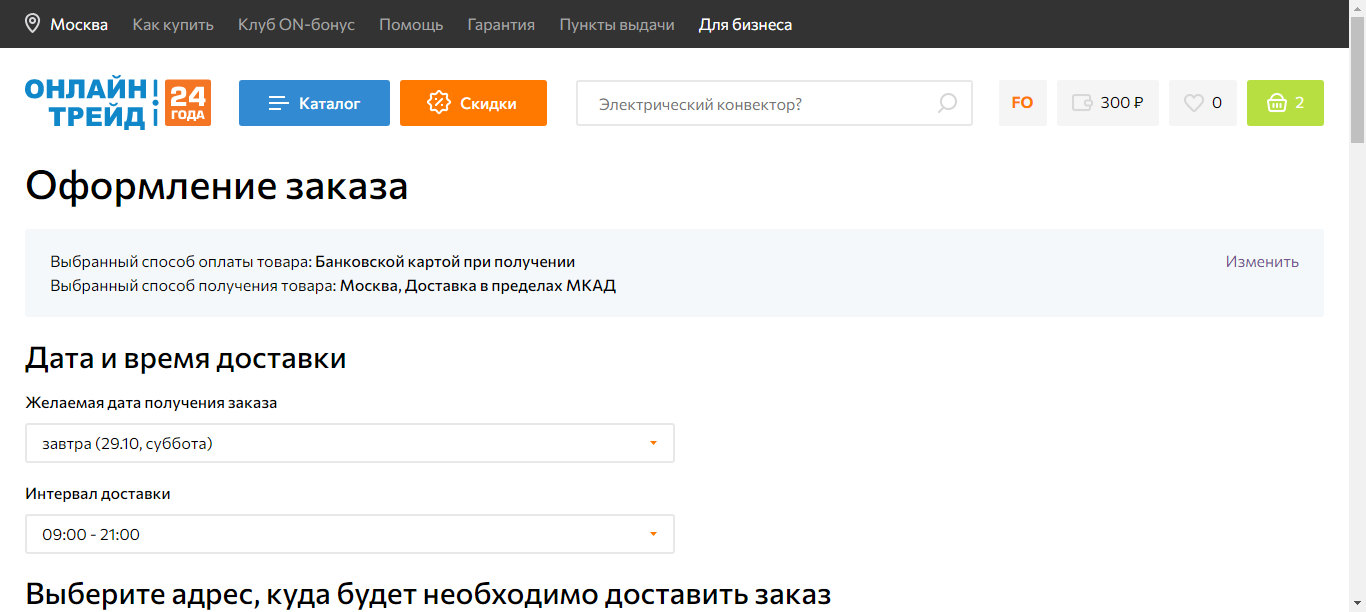 Москва Как купить Клуб ON-бонус Помощь Гарантия Пункты выдачи Для бизнеса
ОНЛАЙН ТРЕЙД 24 ГОДА
Каталог Скидки Электрический конвектор? FO 300 ₽ 0 2
Оформление заказа
Выбранный способ оплаты товара: Банковской картой при получении Изменить
Выбранный способ получения товара: Москва, Доставка в пределах МКАД
Дата и время доставки
Желаемая дата получения заказа
завтра (29.10, суббота)
Интервал доставки
09:00 - 21:00
Выберите адрес, куда будет необходимо доставить заказ